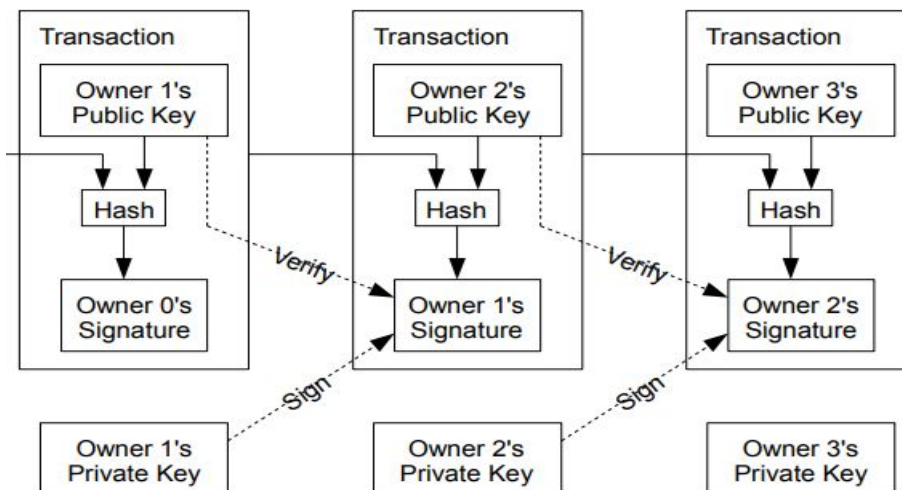 Transaction
Owner 1's
Public Key
Hash
Owner 0's
Signature
Verify
Transaction
Owner 2's
Public Key
Hash
Owner 1's
Signature
Verify
Transaction
Owner 3's
Public Key
Hash
Owner 2's
Signature
Sign
Sign
Owner 1's
Private Key
Owner 2's
Private Key
Owner 3's
Private Key